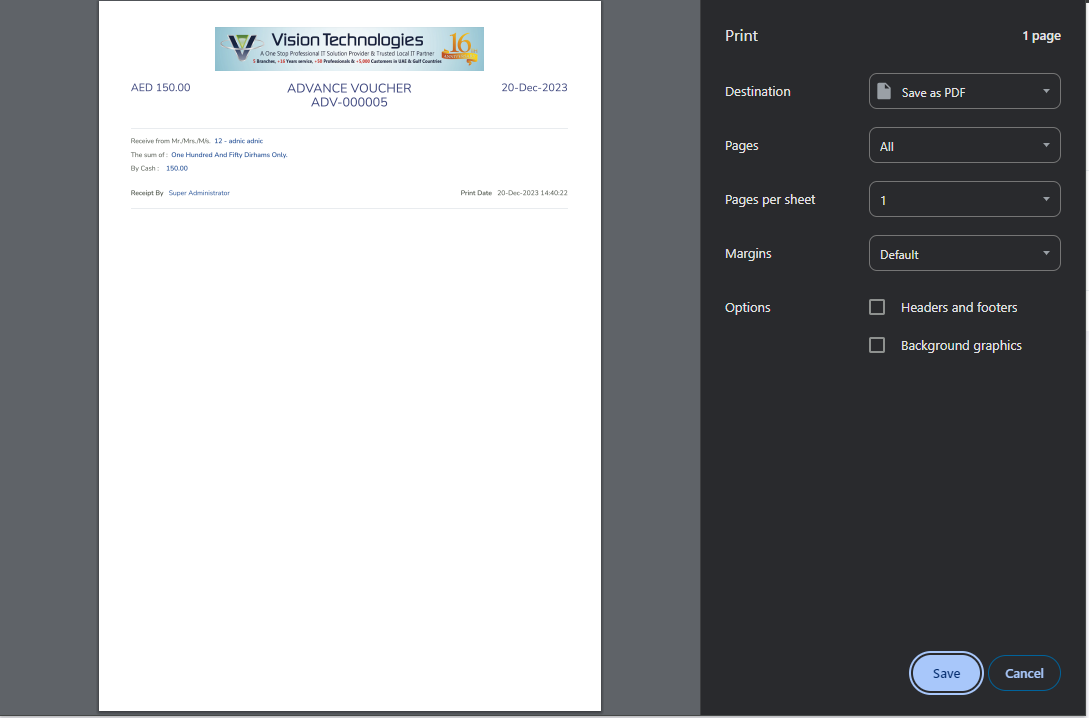 Vision Technologies
A One Stop Professional IT Solution Provider & Trusted Local IT Partner
5 Branches, +16 Years service, +50 Professionals & +5,000 Customers in UAE & Gulf Countries
16
AED 150.00
ADVANCE VOUCHER
20-Dec-2023
ADV-000005
Receive from Mr./Mrs./M/s. 12 - adnic adnic
The sum of : One Hundred And Fifty Dirhams Only.
By Cash : 150.00
Receipt By Super Administrator
Print Date 20-Dec-2023 14:40:22
Print
1 page
Destination
Save as PDF
Pages
All
Pages per sheet
1
Margins
Default
Options
Headers and footers
Background graphics
Save
Cancel